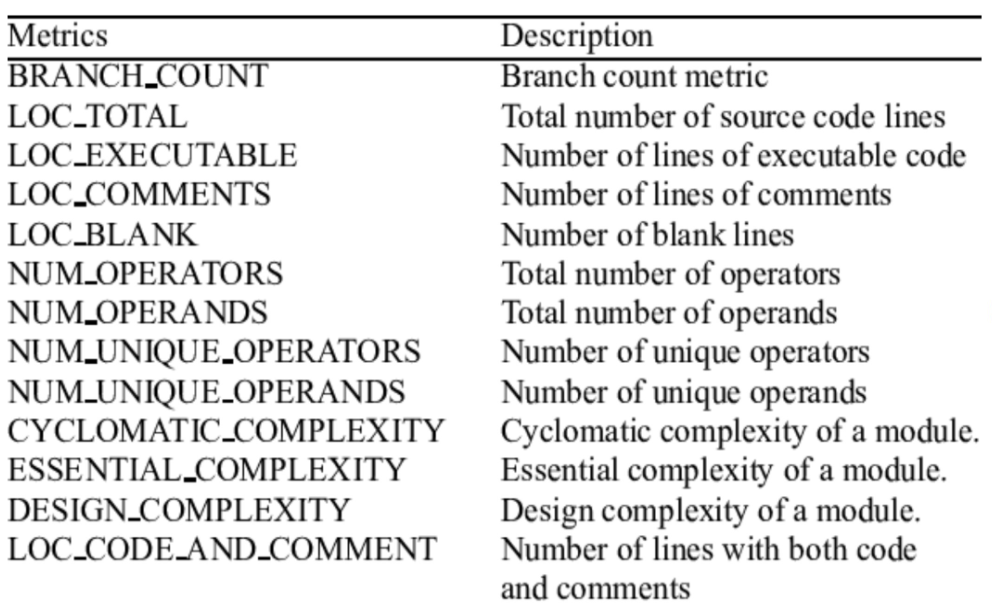 Metrics Description
BRANCH_COUNT Branch count metric
LOC_TOTAL Total number of source code lines
LOC_EXECUTABLE Number of lines of executable code
LOC_COMMENTS Number of lines of comments
LOC_BLANK Number of blank lines
NUM_OPERATORS Total number of operators
NUM_OPERANDS Total number of operands
NUM_UNIQUE_OPERATORS Number of unique operators
NUM_UNIQUE_OPERANDS Number of unique operands
CYCLOMATIC_COMPLEXITY Cyclomatic complexity of a module.
ESSENTIAL_COMPLEXITY Essential complexity of a module.
DESIGN_COMPLEXITY Design complexity of a module.
LOC_CODE_AND_COMMENT Number of lines with both code
and comments